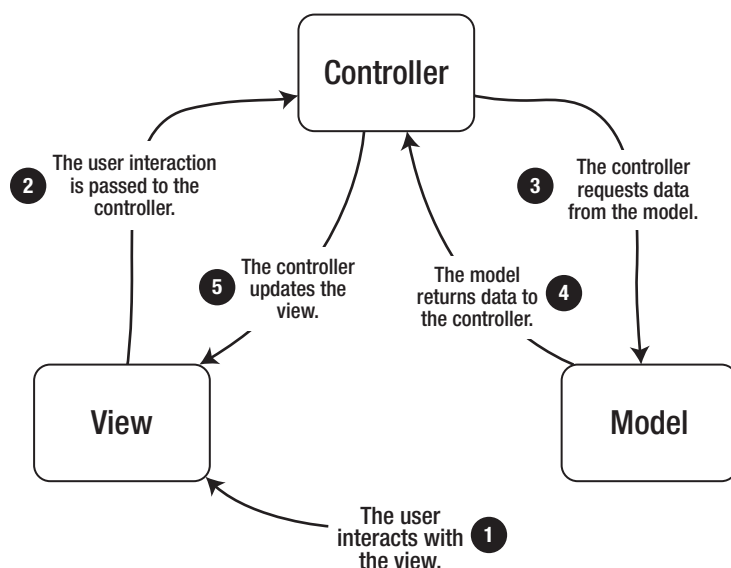 Controller
2
The user interaction
is passed to the
controller.
3
The controller
requests data
from the model.
5
The controller
updates the
view.
The model
returns data to
the controller.
4
View
Model
The user
interacts with
the view.
1